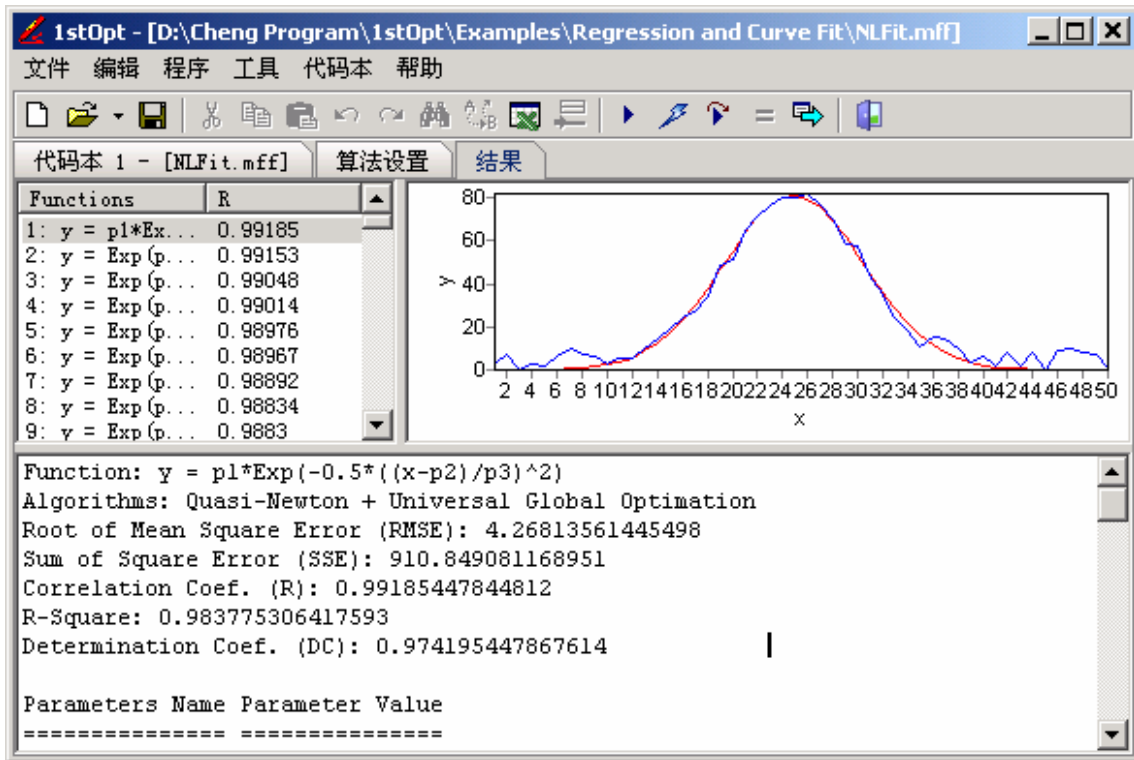 1stOpt - [D:\Cheng Program\1stOpt\Examples\Regression and Curve Fit\NLFit.mff]
文件 编辑 程序 工具 代码本 帮助
代码本 1 - [NLFit.mff] 算法设置 结果
Functions R
1: y = p1*Ex... 0.99185
2: y = Exp(p... 0.99153
3: y = Exp(p... 0.99048
4: y = Exp(p... 0.99014
5: y = Exp(p... 0.98976
6: y = Exp(p... 0.98967
7: y = Exp(p... 0.98892
8: y = Exp(p... 0.98834
9: y = Exp(p... 0.9883
80
60
40
20
0
y
2 4 6 8 10 12 14 16 18 20 22 24 26 28 30 32 34 36 38 40 42 44 46 48 50
x
Function: y = p1*Exp(-0.5*((x-p2)/p3)^2)
Algorithms: Quasi-Newton + Universal Global Optimation
Root of Mean Square Error (RMSE): 4.26813561445498
Sum of Square Error (SSE): 910.849081168951
Correlation Coef. (R): 0.99185447844812
R-Square: 0.983775306417593
Determination Coef. (DC): 0.974195447867614
Parameters Name Parameter Value
=============== ===============